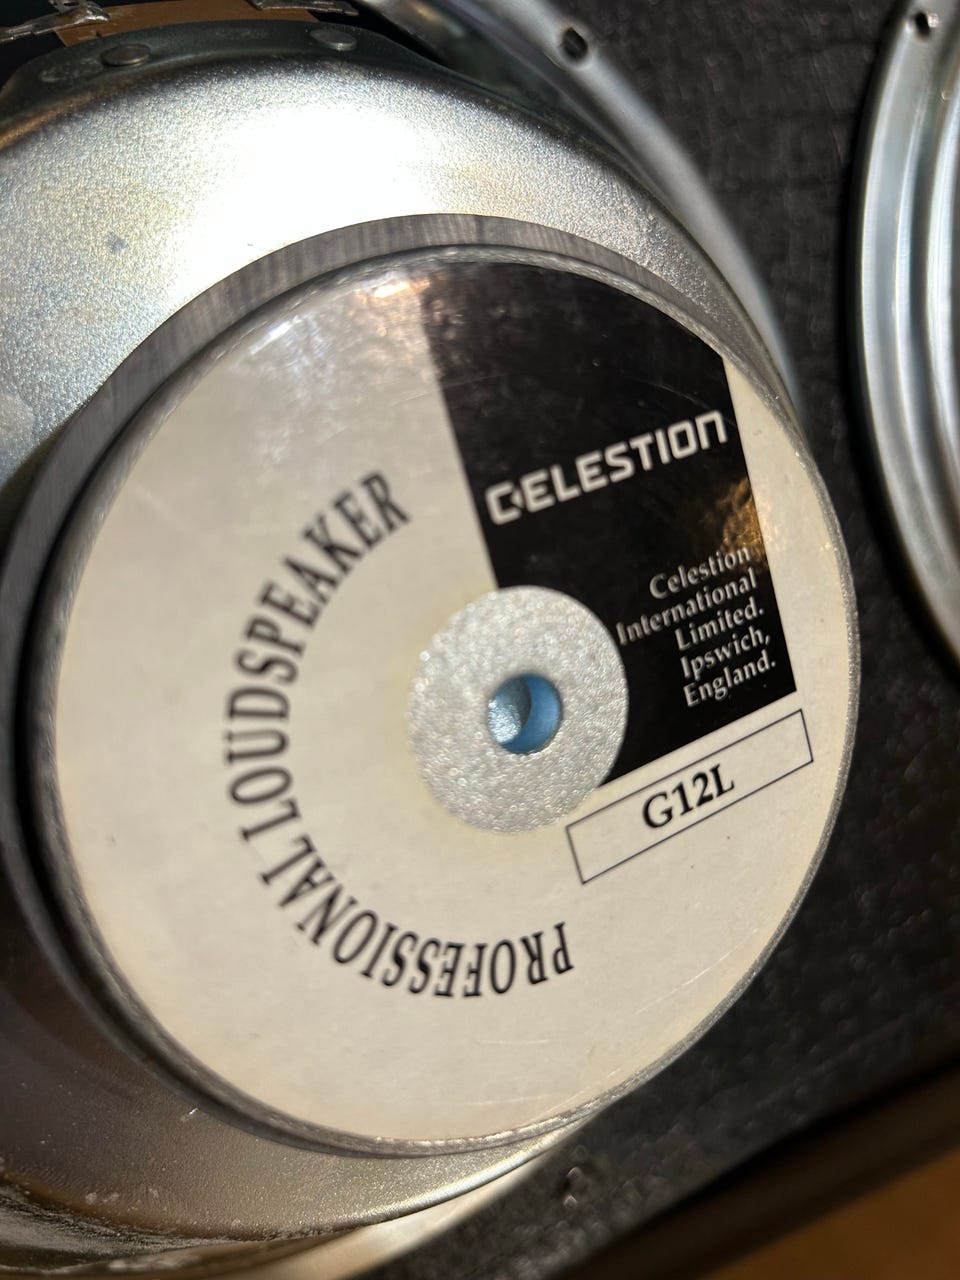 CELESTION
Celestion
International
Limited.
Ipswich,
England.
G12L
PROFESSIONAL LOUDSPEAKER